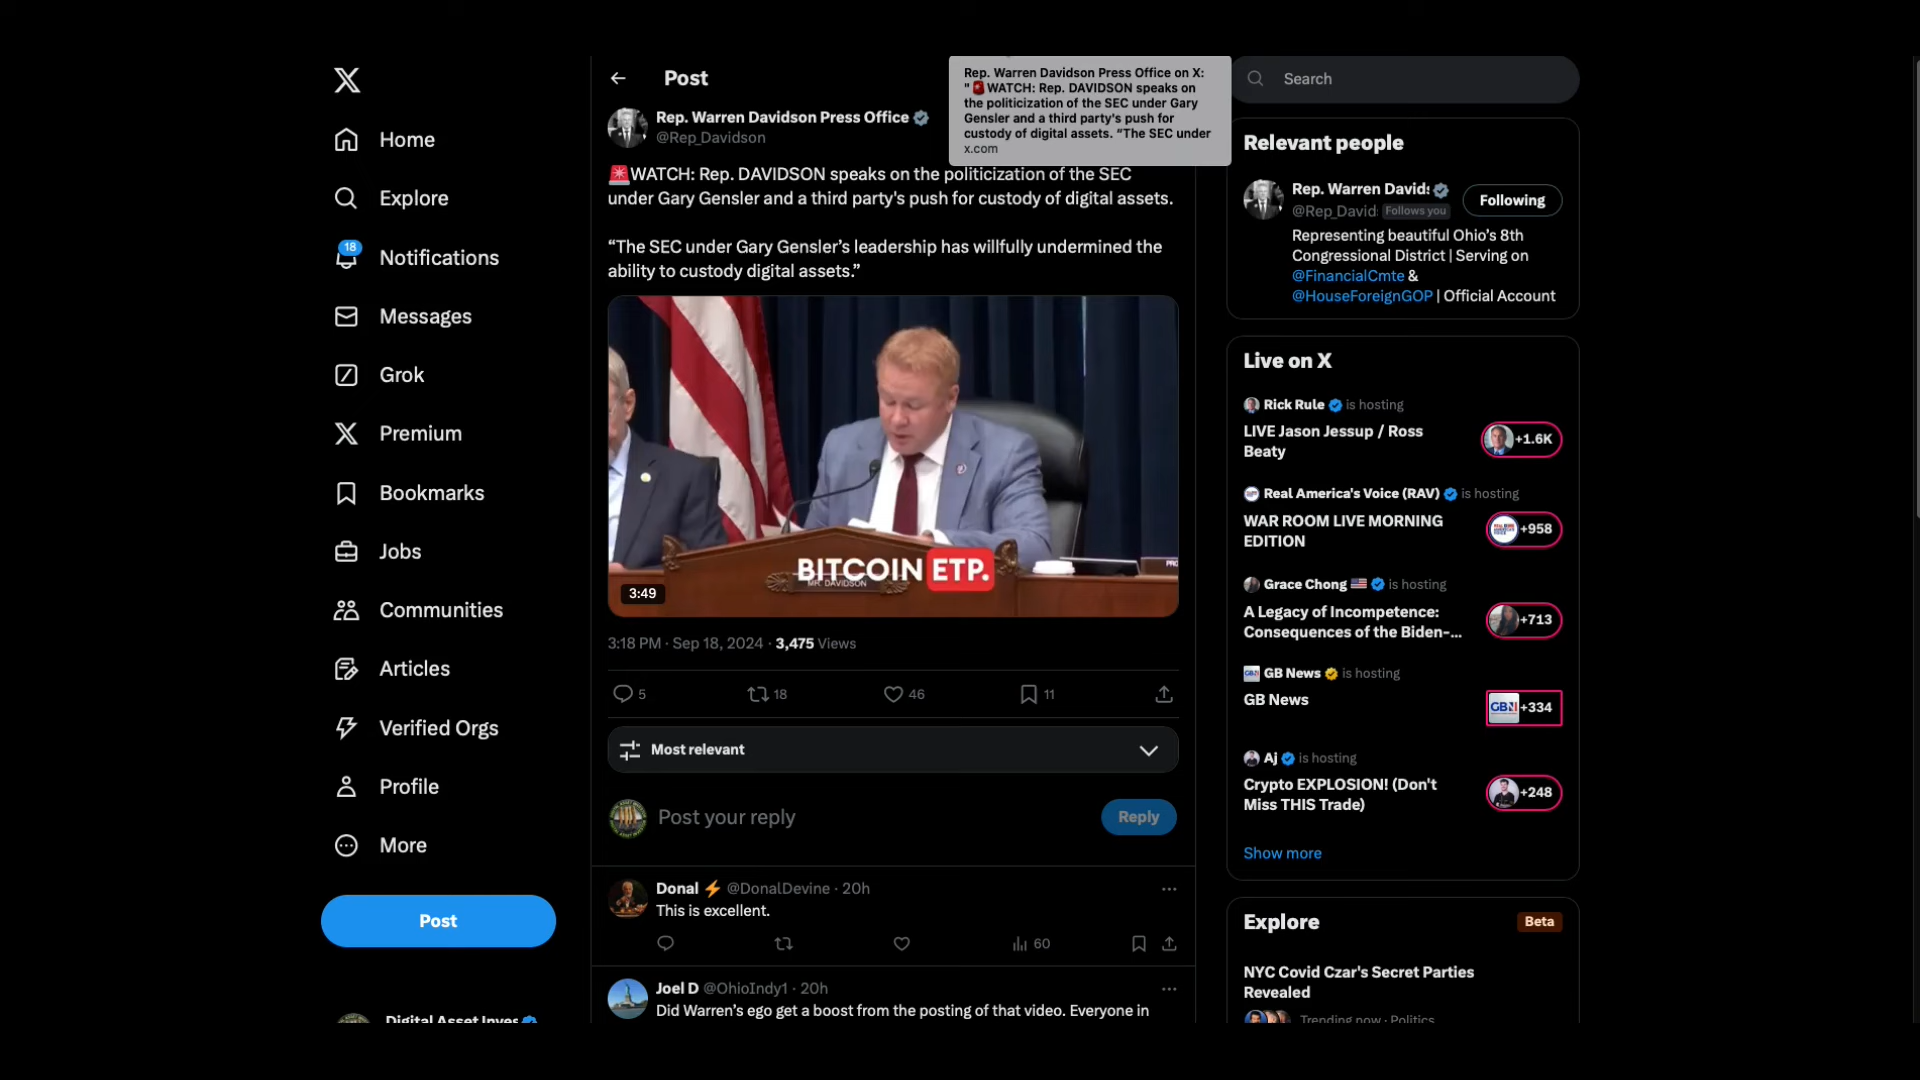 Home
Explore
18
Notifications
Messages
Grok
Premium
Bookmarks
Jobs
Communities
Articles
Verified Orgs
Profile
More
Post
Post
Rep. Warren Davidson Press Office
@Rep_Davidson
🚨WATCH: Rep. DAVIDSON speaks on the politicization of the SEC
under Gary Gensler and a third party's push for custody of digital assets.
“The SEC under Gary Gensler’s leadership has willfully undermined the
ability to custody digital assets.”
BITCOIN ETP.
MR. DAVIDSON
3:49
3:18 PM · Sep 18, 2024 · 3,475 Views
5
18
46
11
Most relevant
Post your reply
Reply
Donal ⚡ @DonalDevine · 20h
This is excellent.
60
Joel D @OhioIndy1 · 20h
Did Warren’s ego get a boost from the posting of that video. Everyone in
Rep. Warren Davidson Press Office on X:
"🚨WATCH: Rep. DAVIDSON speaks on
the politicization of the SEC under Gary
Gensler and a third party's push for
custody of digital assets. “The SEC under
x.com
Search
Relevant people
Rep. Warren Davids
@Rep_David Follows you
Following
Representing beautiful Ohio’s 8th
Congressional District | Serving on
@FinancialCmte &
@HouseForeignGOP | Official Account
Live on X
Rick Rule is hosting
LIVE Jason Jessup / Ross
Beaty
+1.6K
Real America's Voice (RAV) is hosting
WAR ROOM LIVE MORNING
EDITION
+958
Grace Chong 🇺🇸 is hosting
A Legacy of Incompetence:
Consequences of the Biden-...
+713
GB News is hosting
GB News
GBN
+334
Aj is hosting
Crypto EXPLOSION! (Don't
Miss THIS Trade)
+248
Show more
Explore
Beta
NYC Covid Czar's Secret Parties
Revealed
Trending now · Politics
Digital Asset Inves